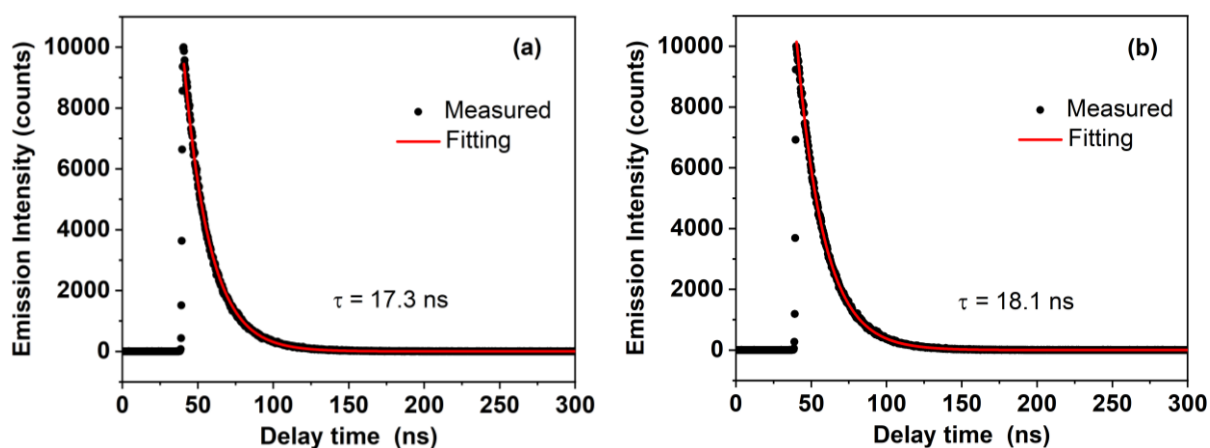 (a)
Emission Intensity (counts)
10000
8000
6000
4000
2000
0
Measured
Fitting
τ = 17.3 ns
0 50 100 150 200 250 300
Delay time (ns)
(b)
Emission Intensity (counts)
10000
8000
6000
4000
2000
0
Measured
Fitting
τ = 18.1 ns
0 50 100 150 200 250 300
Delay time (ns)